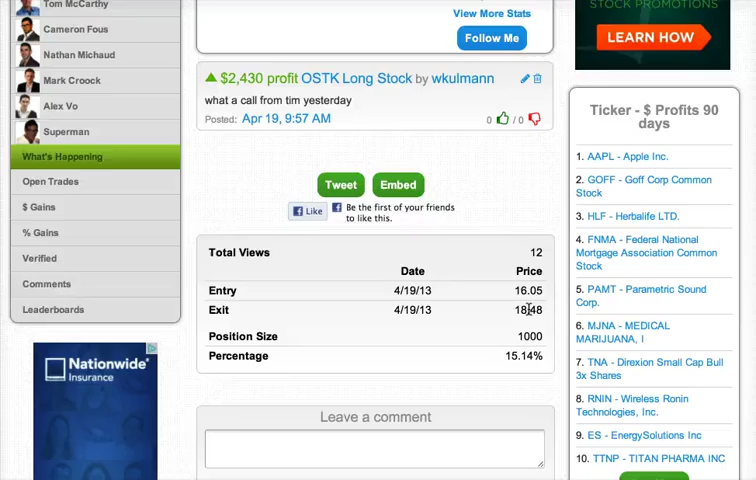 Tom McCarthy
Cameron Fous
Nathan Michaud
Mark Croock
Alex Vo
Superman
What's Happening
Open Trades
$ Gains
% Gains
Verified
Comments
Leaderboards
Nationwide®
Insurance
View More Stats
Follow Me
$2,430 profit OSTK Long Stock by wkulmann
what a call from tim yesterday
Posted: Apr 19, 9:57 AM
0 / 0
Tweet
Embed
Like
Be the first of your friends
to like this.
Total Views 12
Date Price
Entry 4/19/13 16.05
Exit 4/19/13 18.48
Position Size 1000
Percentage 15.14%
Leave a comment
STOCK PROMOTIONS
LEARN HOW
Ticker - $ Profits 90
days
1. AAPL - Apple Inc.
2. GOFF - Goff Corp Common
Stock
3. HLF - Herbalife LTD.
4. FNMA - Federal National
Mortgage Association Common
Stock
5. PAMT - Parametric Sound
Corp.
6. MJNA - MEDICAL
MARIJUANA, I
7. TNA - Direxion Small Cap Bull
3x Shares
8. RNIN - Wireless Ronin
Technologies, Inc.
9. ES - EnergySolutions Inc
10. TTNP - TITAN PHARMA INC